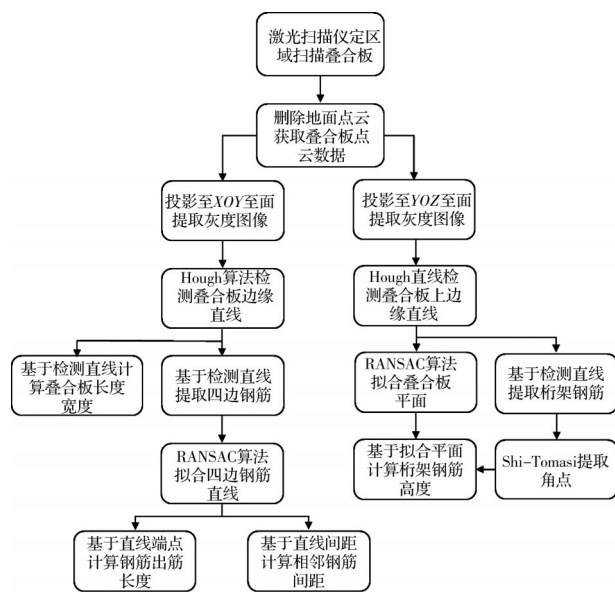 激光扫描仪定区
域扫描叠合板
删除地面点云
获取叠合板点
云数据
投影至XOY至面
提取灰度图像
投影至YOZ至面
提取灰度图像
Hough算法检
测叠合板边缘
直线
Hough直线检
测叠合板上边
缘直线
基于检测直线计
算叠合板长度
宽度
基于检测直线
提取四边钢筋
RANSAC算法
拟合叠合板
平面
基于检测直线
提取桁架钢筋
RANSAC算法
拟合四边钢筋
直线
基于拟合平面
计算桁架钢筋
高度
Shi-Tomasi提取
角点
基于直线端点
计算钢筋出筋
长度
基于直线间距
计算相邻钢筋
间距